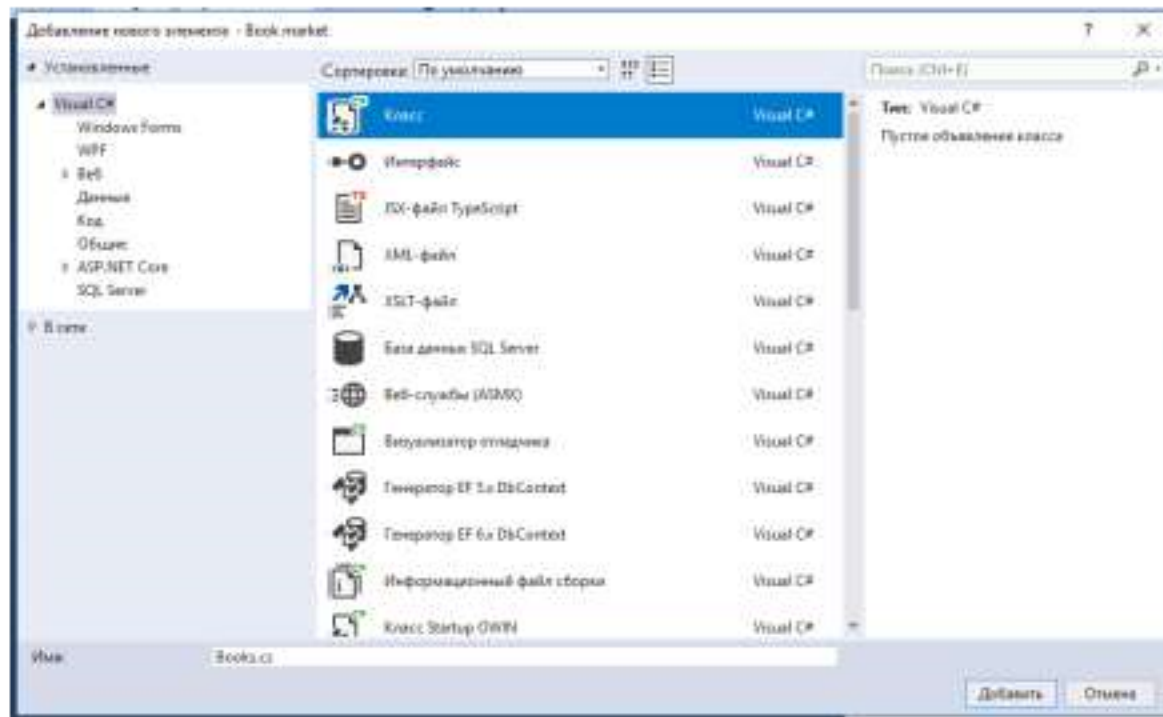 Добавление нового элемента - Book market
? ×
Установленные
Сортировка: По умолчанию
Поиск (Ctrl+E)
Visual C#
Windows Forms
WPF
Веб
Данные
Код
Общие
ASP.NET Core
SQL Server
В сети
Класс Visual C#
Интерфейс Visual C#
JSX-файл TypeScript Visual C#
XML-файл Visual C#
XSLT-файл Visual C#
База данных SQL Server Visual C#
Веб-службы (ASMX) Visual C#
Визуализатор отладчика Visual C#
Генератор EF 5.x DbContext Visual C#
Генератор EF 6.x DbContext Visual C#
Информационный файл сборки Visual C#
Класс Startup OWIN Visual C#
Тип: Visual C#
Пустое объявление класса
Имя: Books.cs
Добавить Отмена